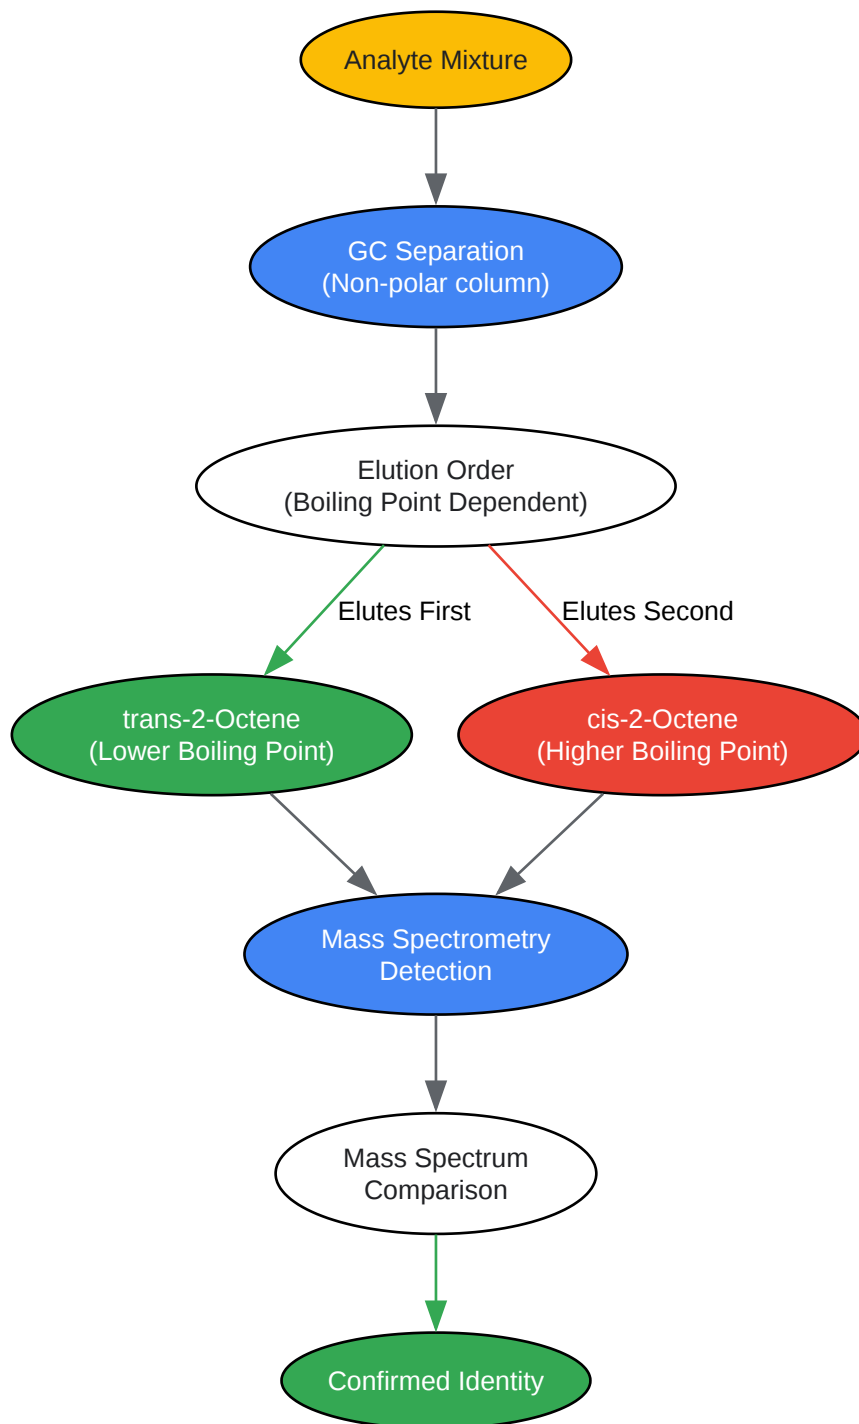 Analyte Mixture
GC Separation
(Non-polar column)
Elution Order
(Boiling Point Dependent)
Elutes First
Elutes Second
trans-2-Octene
(Lower Boiling Point)
cis-2-Octene
(Higher Boiling Point)
Mass Spectrometry
Detection
Mass Spectrum
Comparison
Confirmed Identity